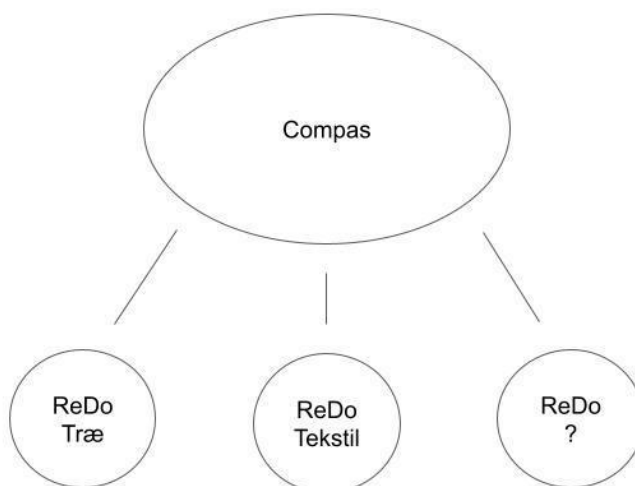 Compas
ReDo
Træ
ReDo
Tekstil
ReDo
?